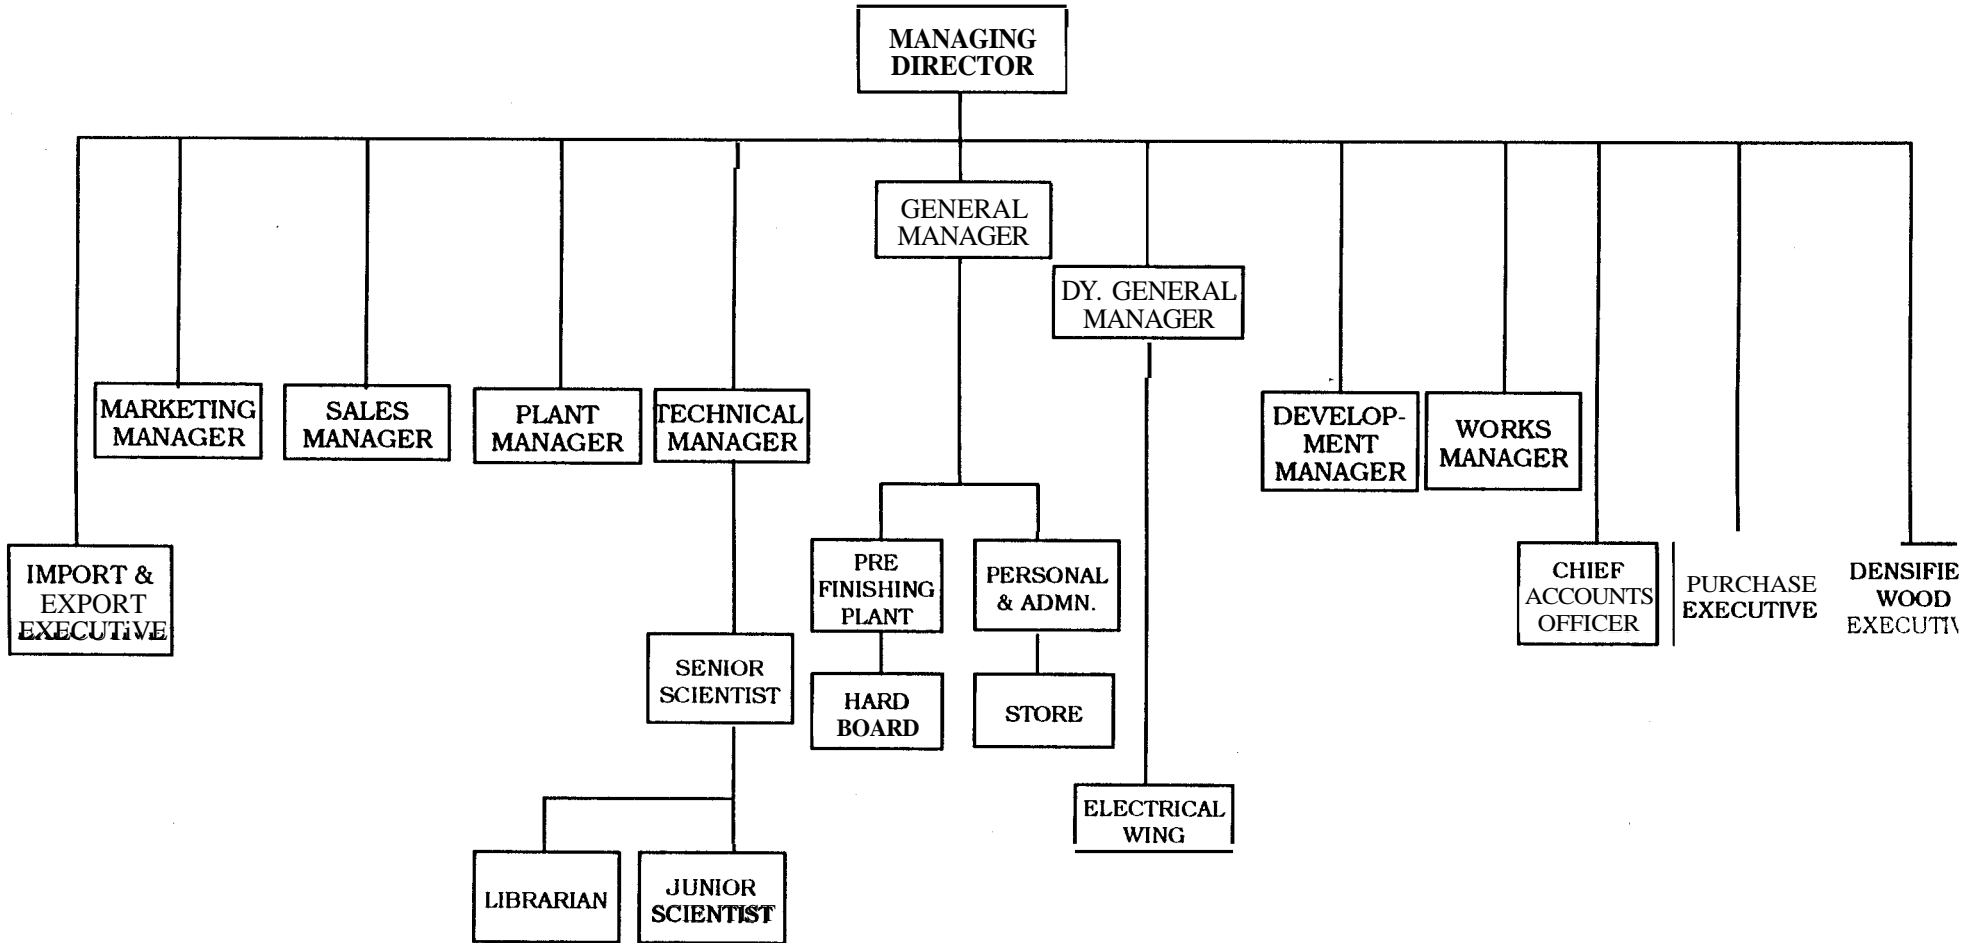 MANAGING
DIRECTOR
GENERAL
MANAGER
DY. GENERAL
MANAGER
MARKETING
MANAGER
SALES
MANAGER
PLANT
MANAGER
TECHNICAL
MANAGER
DEVELOP-
MENT
MANAGER
WORKS
MANAGER
IMPORT &
EXPORT
EXECUTIVE
PRE
FINISHING
PLANT
PERSONAL
& ADMN.
CHIEF
ACCOUNTS
OFFICER
PURCHASE
EXECUTIVE
DENSIFIE
WOOD
EXECUTIV
SENIOR
SCIENTIST
HARD
BOARD
STORE
ELECTRICAL
WING
LIBRARIAN
JUNIOR
SCIENTIST